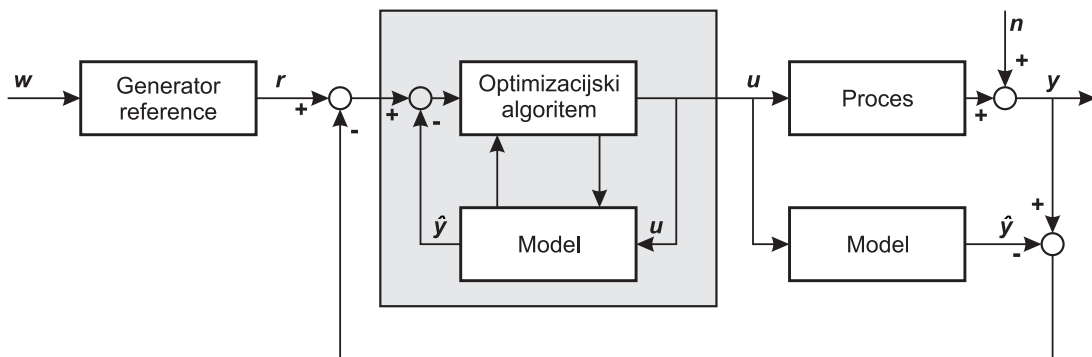 n
w
Generator
reference
r
+
-
+
-
Optimizacijski
algoritem
u
Proces
+
+
y
ŷ
Model
u
Model
ŷ
-
+